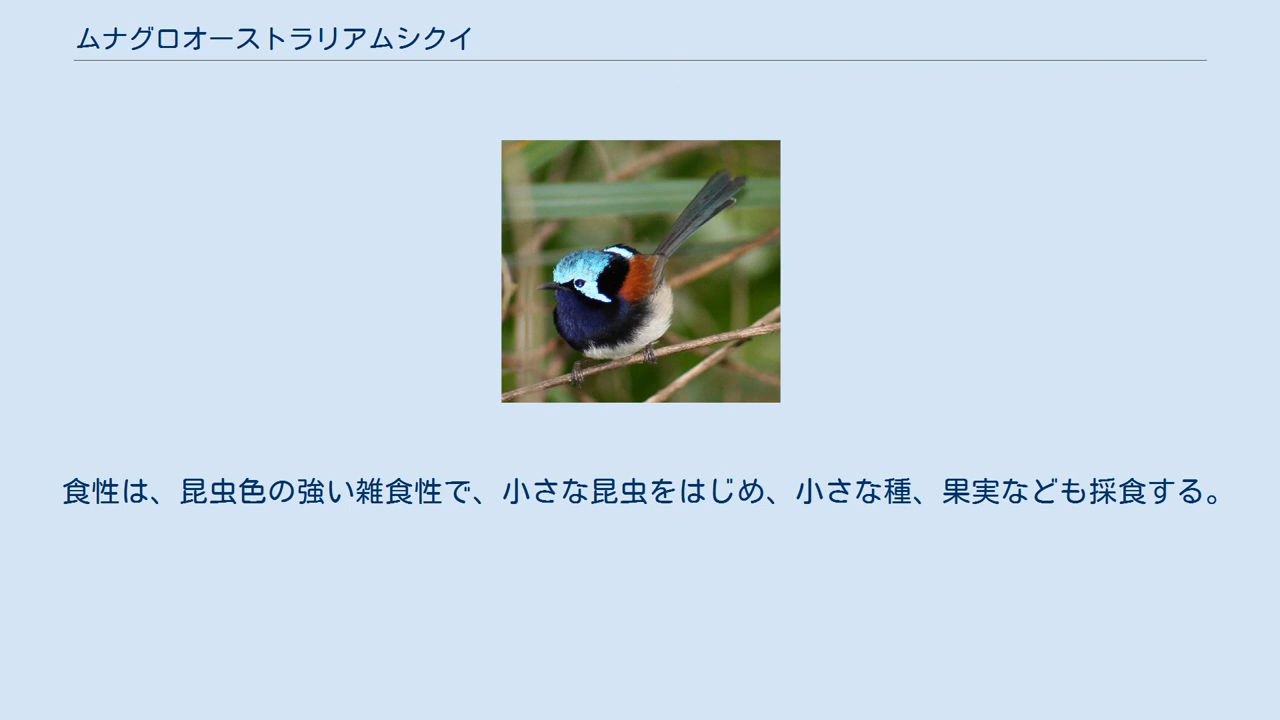 ムナグロオーストラリアムシクイ
食性は、昆虫色の強い雑食性で、小さな昆虫をはじめ、小さな種、果実なども採食する。